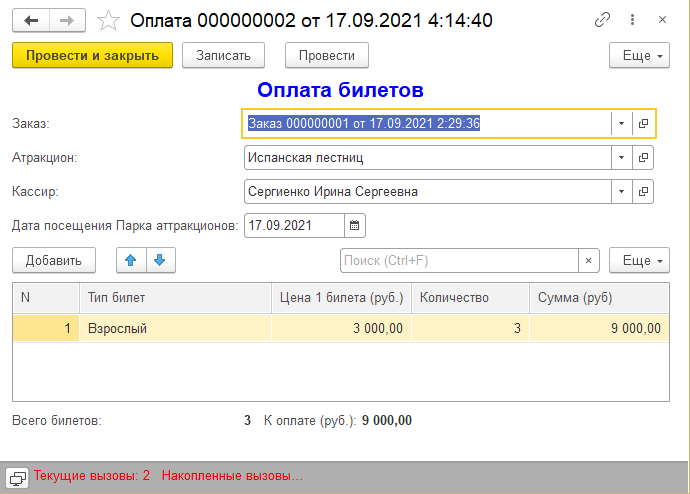 Оплата 000000002 от 17.09.2021 4:14:40
Провести и закрыть Записать Провести Еще
Оплата билетов
Заказ: Заказ 000000001 от 17.09.2021 2:29:36
Атракцион: Испанская лестниц
Кассир: Сергиенко Ирина Сергеевна
Дата посещения Парка аттракционов: 17.09.2021
Добавить Поиск (Ctrl+F) × Еще
N Тип билет Цена 1 билета (руб.) Количество Сумма (руб)
1 Взрослый 3 000,00 3 9 000,00
Всего билетов: 3 К оплате (руб.): 9 000,00
Текущие вызовы: 2 Накопленные вызовы...